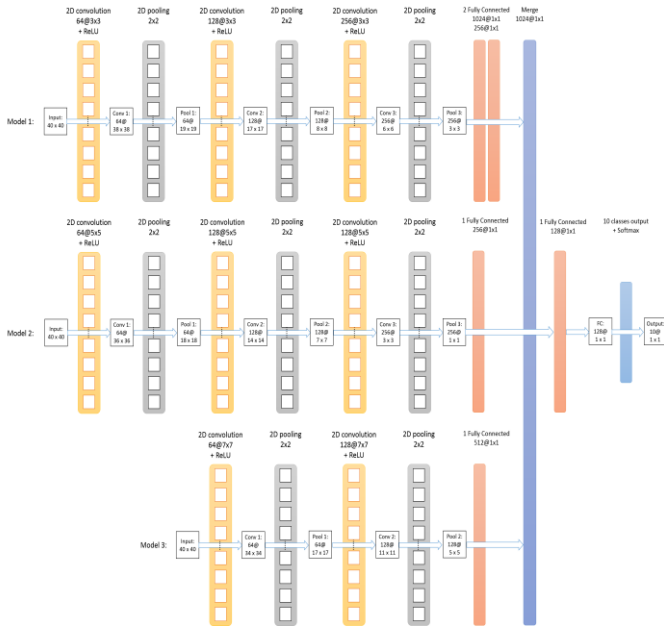 2D convolution
64@3x3
+ ReLU
2D pooling
2x2
2D convolution
128@3x3
+ ReLU
2D pooling
2x2
2D convolution
256@3x3
+ ReLU
2D pooling
2x2
2 Fully Connected
1024@1x1
256@1x1
Merge
1024@1x1
Model 1:
Input:
40 x 40
Conv 1:
64@
38 x 38
Pool 1:
64@
19 x 19
Conv 2:
128@
17 x 17
Pool 2:
128@
8 x 8
Conv 3:
256@
6 x 6
Pool 3:
256@
3 x 3
2D convolution
64@5x5
+ ReLU
2D pooling
2x2
2D convolution
128@5x5
+ ReLU
2D pooling
2x2
2D convolution
128@5x5
+ ReLU
2D pooling
2x2
1 Fully Connected
256@1x1
1 Fully Connected
128@1x1
10 classes output
+ Softmax
Model 2:
Input:
40 x 40
Conv 1:
64@
36 x 36
Pool 1:
64@
18 x 18
Conv 2:
128@
14 x 14
Pool 2:
128@
7 x 7
Conv 3:
256@
3 x 3
Pool 3:
256@
1 x 1
FC:
128@
1 x 1
Output:
10@
1 x 1
2D convolution
64@7x7
+ ReLU
2D pooling
2x2
2D convolution
128@7x7
+ ReLU
2D pooling
2x2
1 Fully Connected
512@1x1
Model 3:
Input:
40 x 40
Conv 1:
64@
34 x 34
Pool 1:
64@
17 x 17
Conv 2:
128@
11 x 11
Pool 2:
128@
5 x 5